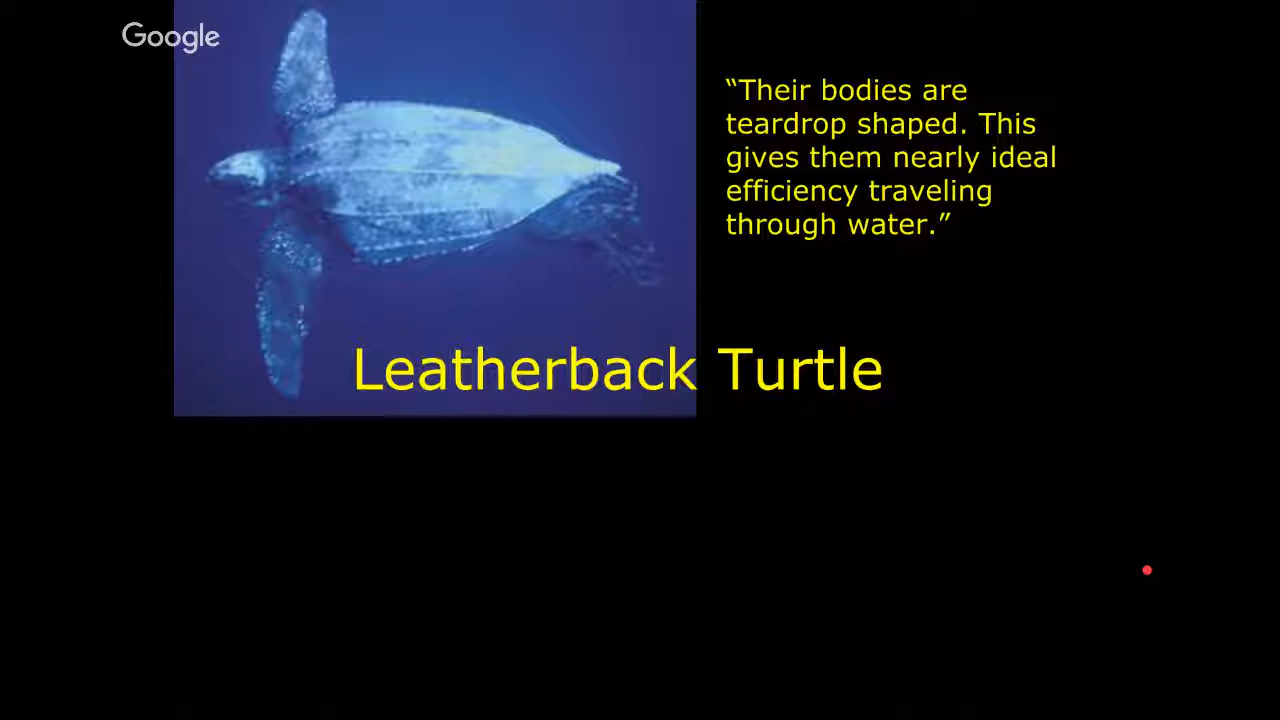 Google
“Their bodies are
teardrop shaped. This
gives them nearly ideal
efficiency traveling
through water.”
Leatherback Turtle